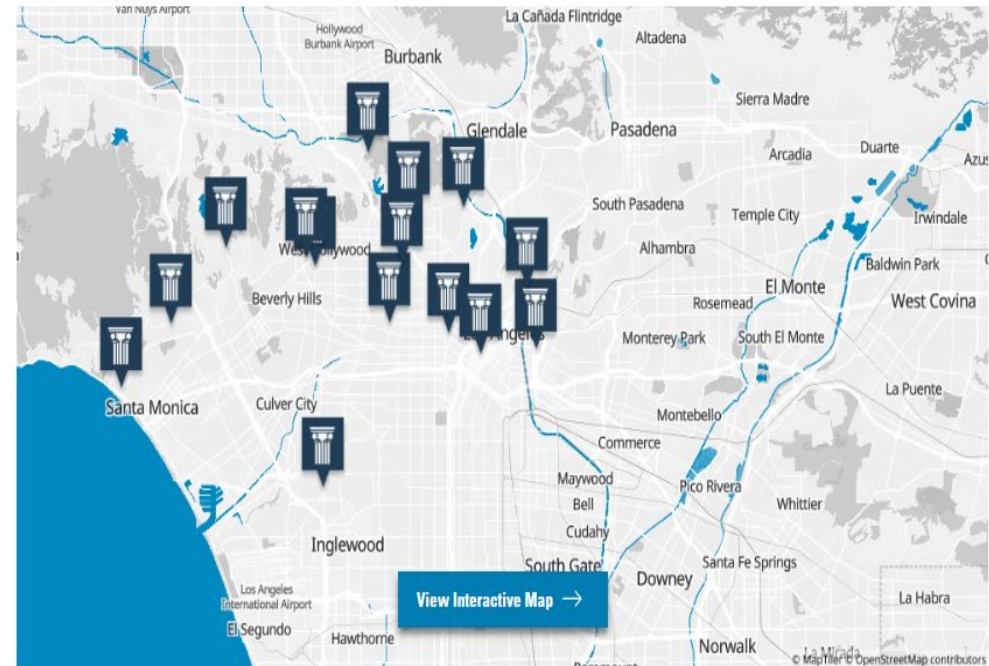 Van Nuys Airport
La Cañada Flintridge
Hollywood
Burbank Airport
Altadena
Burbank
Sierra Madre
Glendale
Pasadena
Arcadia
Duarte
South Pasadena
Temple City
Irwindale
Alhambra
Baldwin Park
Beverly Hills
El Monte
Rosemead
West Covina
Monterey Park
South El Monte
Santa Monica
Culver City
La Puente
Montebello
Commerce
Maywood
Pico Rivera
Bell
Whittier
Cudahy
Inglewood
South Gate
Santa Fe Springs
Downey
Los Angeles
International Airport
View Interactive Map →
La Habra
El Segundo
Hawthorne
Norwalk
La Mirada
© MapTiler © OpenStreetMap contributors